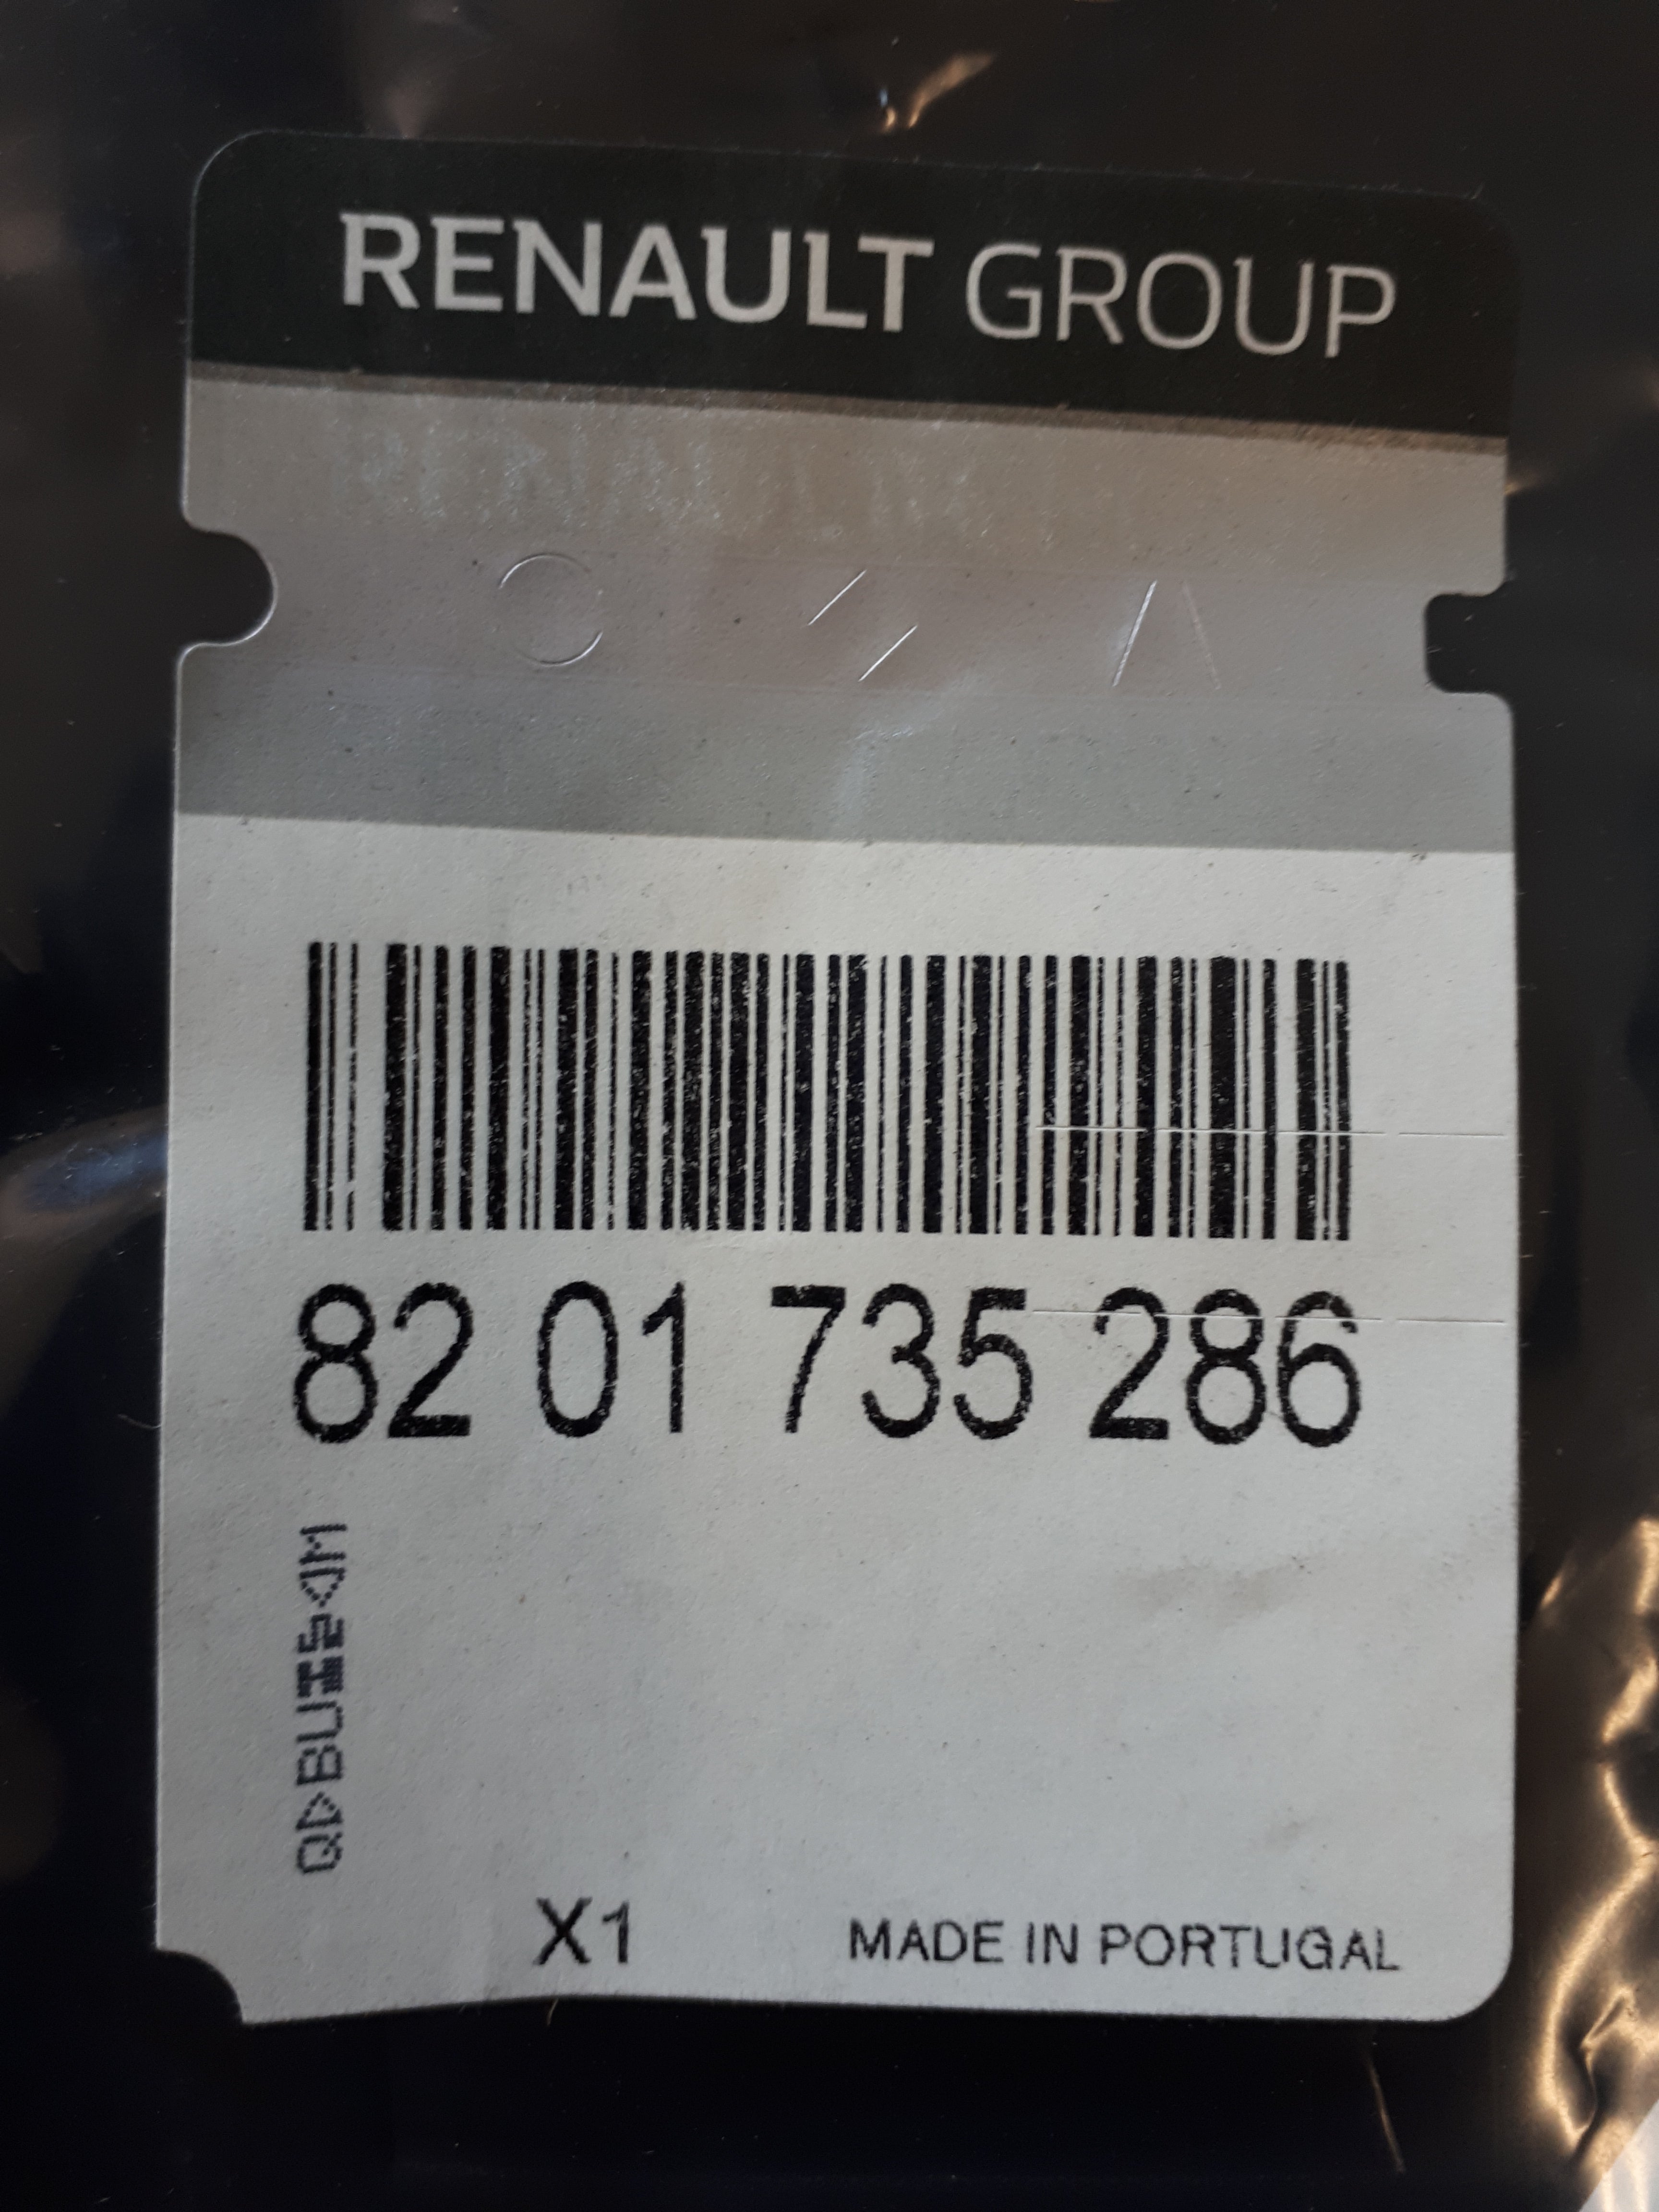 RENAULT GROUP
82 01 735 286
X1 MADE IN PORTUGAL